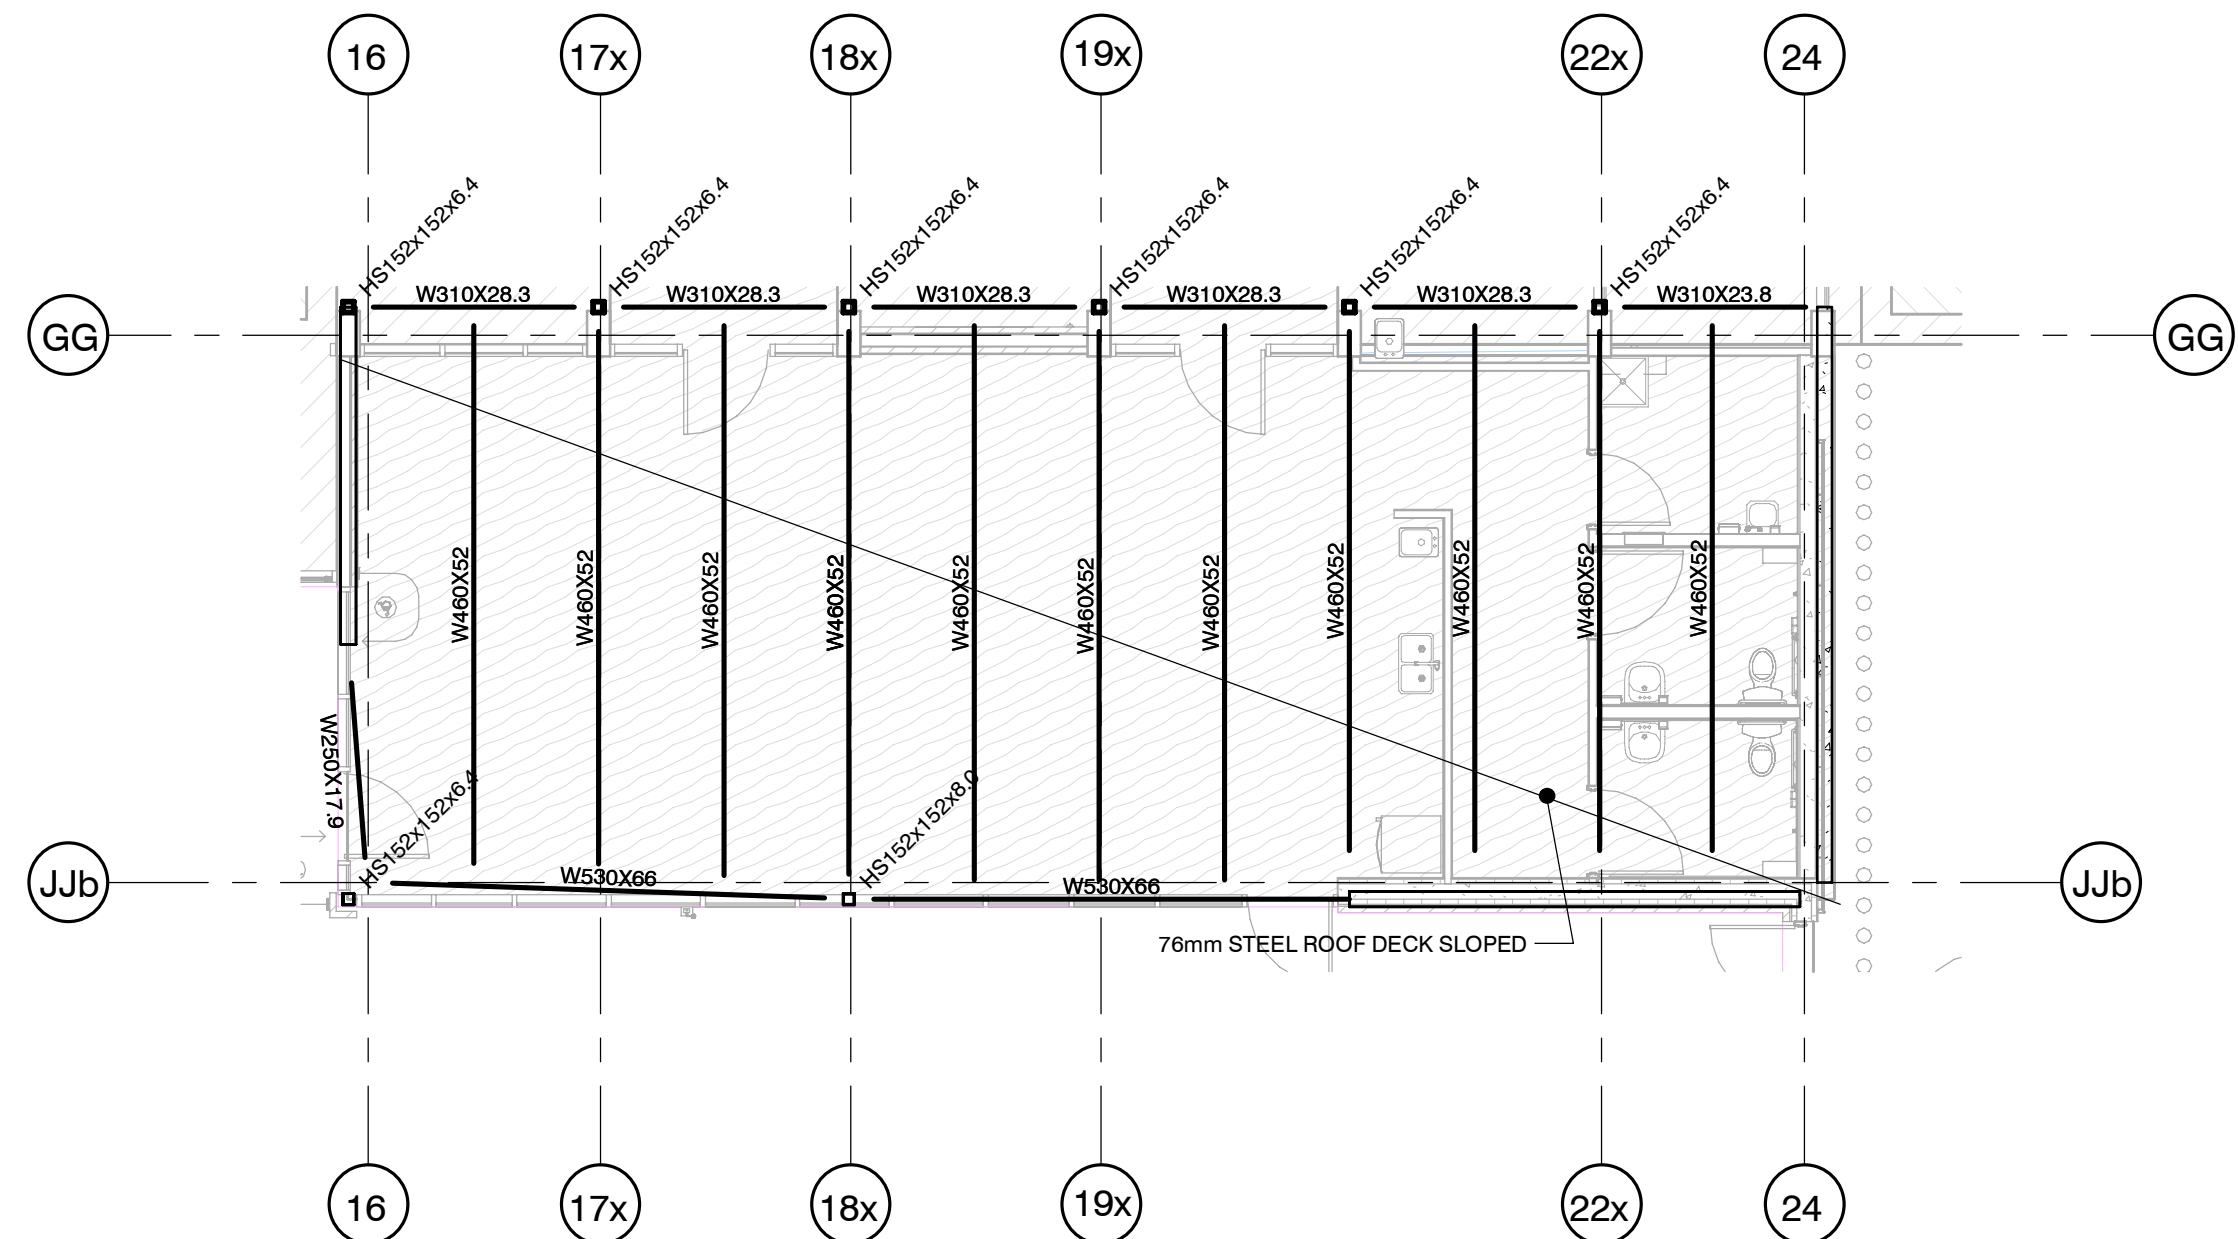 16
17x
18x
19x
22x
24
HS152x152x6.4
HS152x152x6.4
HS152x152x6.4
HS152x152x6.4
HS152x152x6.4
HS152x152x6.4
W310X28.3
W310X28.3
W310X28.3
W310X28.3
W310X28.3
W310X23.8
GG
GG
W460X52
W460X52
W460X52
W460X52
W460X52
W460X52
W460X52
W460X52
W460X52
W460X52
W460X52
W250X17.9
HS152x152x6.4
HS152x152x8.0
W530X66
W530X66
JJb
JJb
76mm STEEL ROOF DECK SLOPED
16
17x
18x
19x
22x
24